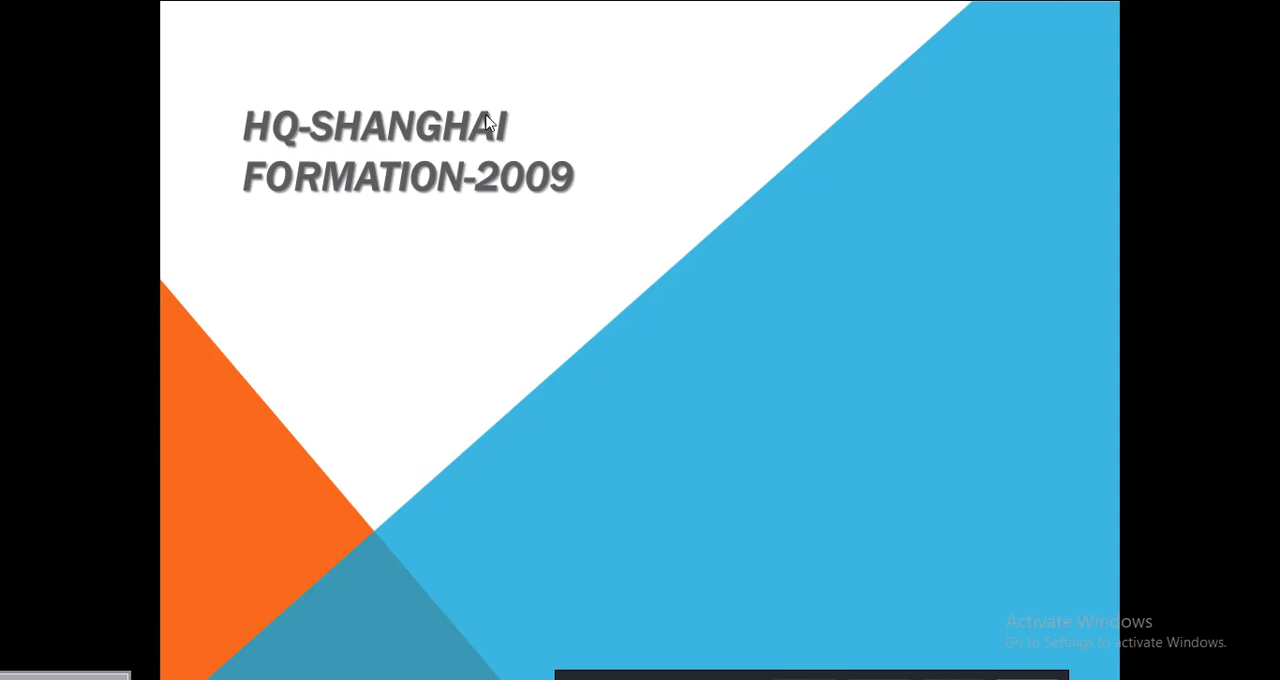 HQ-SHANGHAI
FORMATION-2009
Activate Windows
Go to Settings to activate Windows.